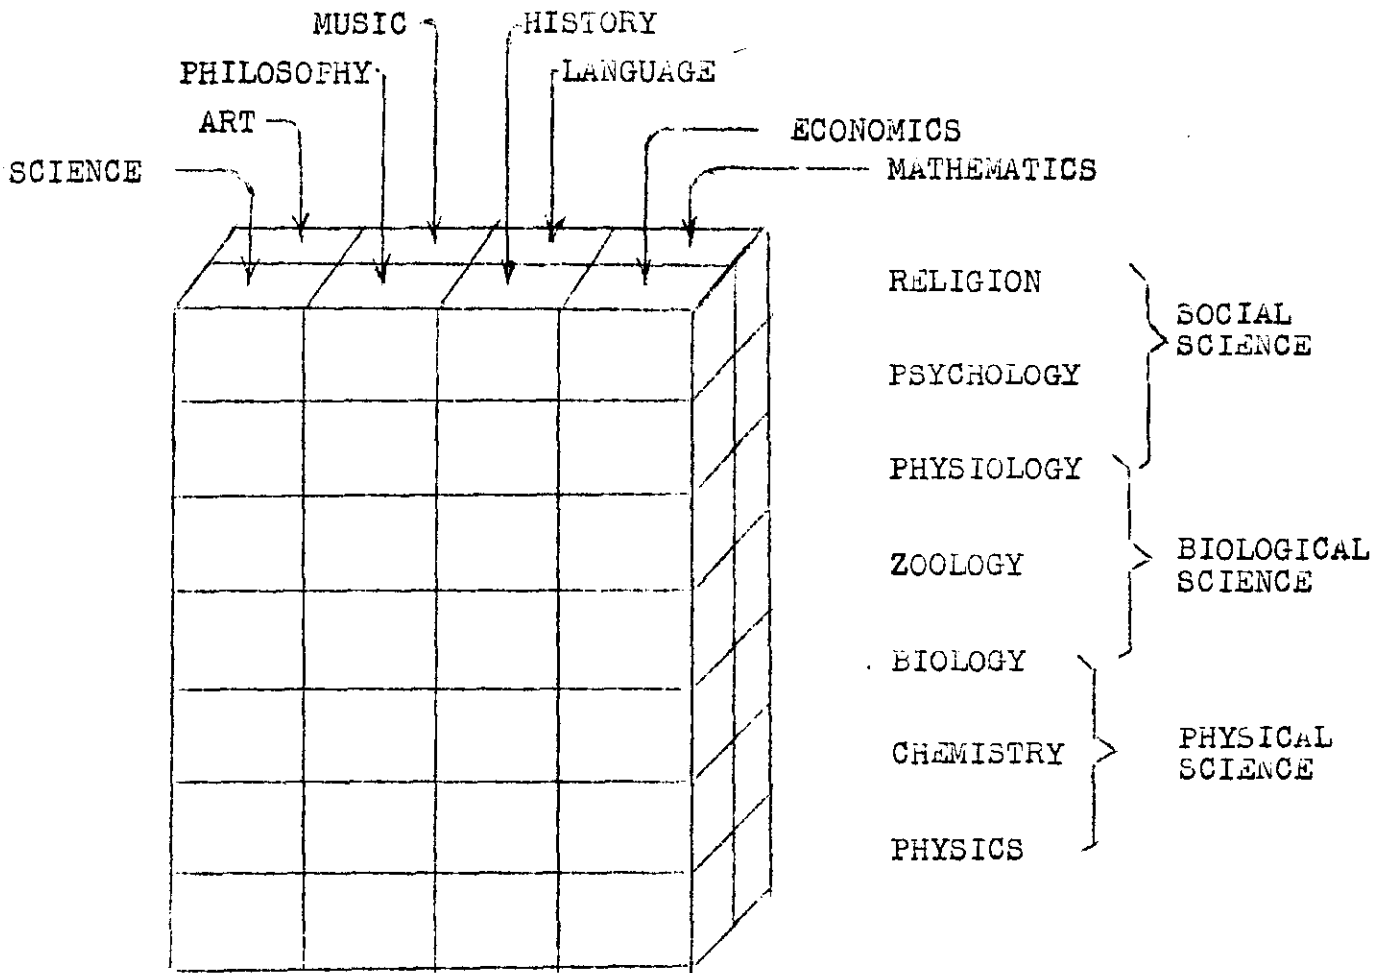 MUSIC HISTORY
PHILOSOPHY LANGUAGE
ART ECONOMICS
SCIENCE MATHEMATICS
RELIGION
SOCIAL
SCIENCE
PSYCHOLOGY
PHYSIOLOGY
BIOLOGICAL
SCIENCE
ZOOLOGY
BIOLOGY
PHYSICAL
SCIENCE
CHEMISTRY
PHYSICS